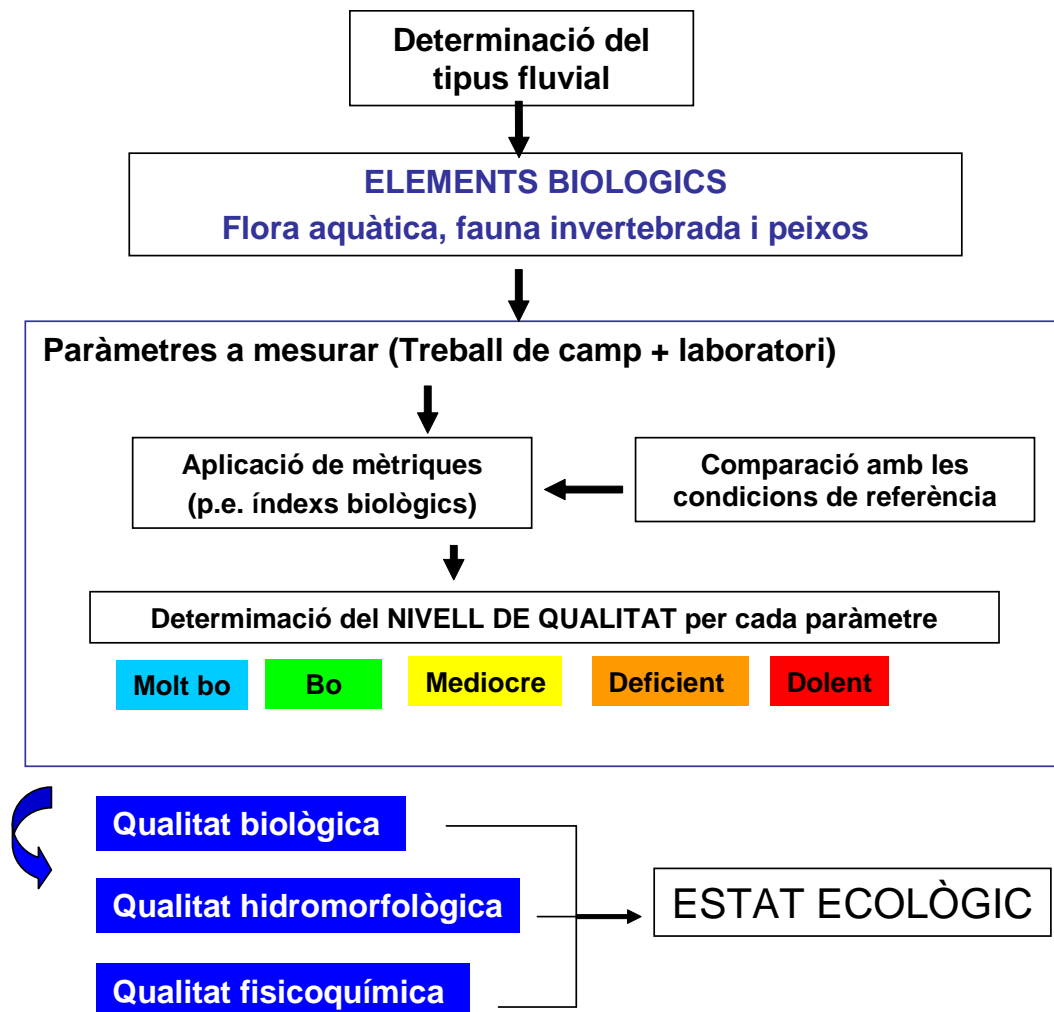 Determinació del
tipus fluvial
ELEMENTS BIOLOGICS
Flora aquàtica, fauna invertebrada i peixos
Paràmetres a mesurar (Treball de camp + laboratori)
Aplicació de mètriques
(p.e. índexs biològics)
Comparació amb les
condicions de referència
Determimació del NIVELL DE QUALITAT per cada paràmetre
Molt bo
Bo
Mediocre
Deficient
Dolent
Qualitat biològica
Qualitat hidromorfològica
Qualitat fisicoquímica
ESTAT ECOLÒGIC